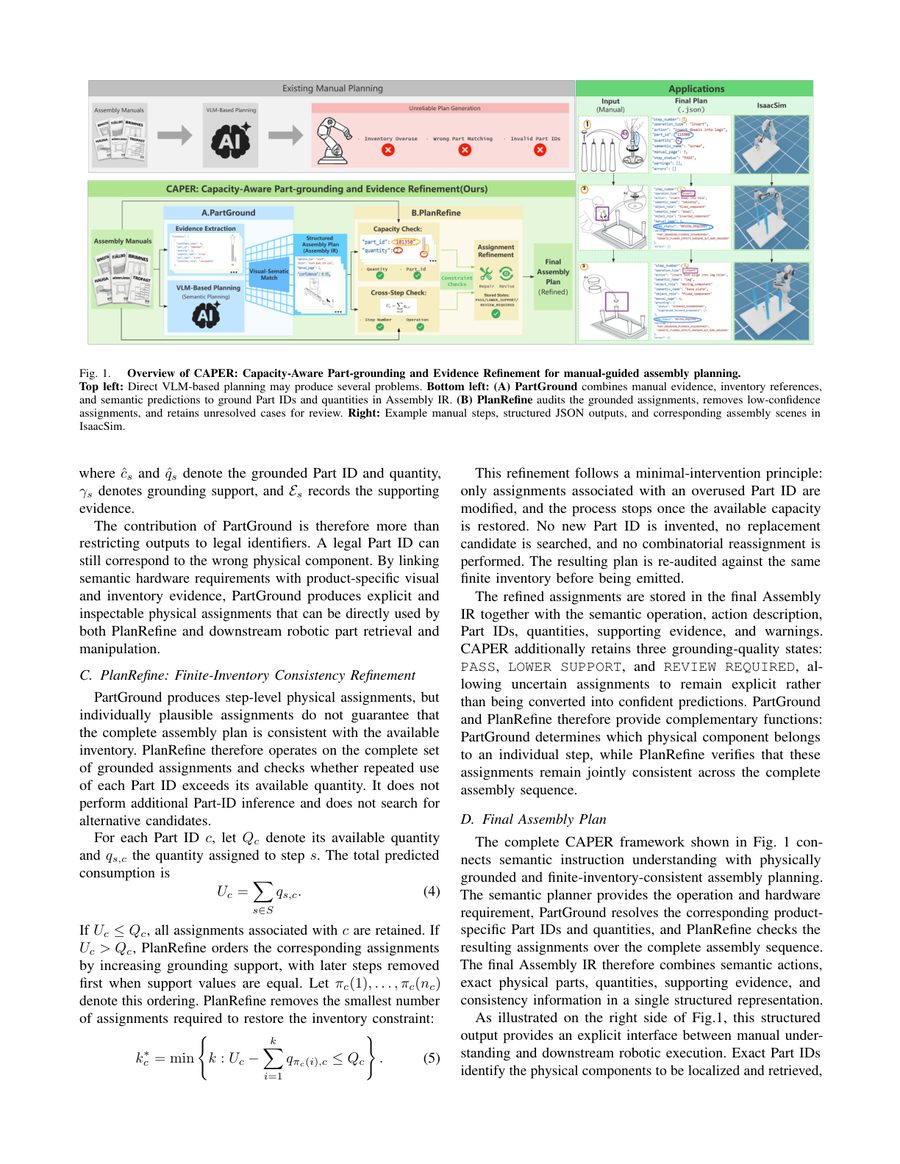 Existing Manual Planning
Assembly Manuals
VLM-Based Planning
AI
Unreliable Plan Generation
Inventory Overuse · Wrong Part Matching · Invalid Part IDs
CAPER: Capacity-Aware Part-grounding and Evidence Refinement(Ours)
Assembly Manuals
A.PartGround
Evidence Extraction
VLM-Based Planning
(Semantic Planning)
AI
Visual-Sematic
Match
Structured
Assembly Plan
(Assembly IR)
B.PlanRefine
Capacity Check:
"part_id":
"quantity":
Quantity · Part_id
Cross-Step Check:
Step Number · Operation
Constraint
Checks
Assignment
Refinement
Repair Revise
Stored States
PASS/LOWER_SUPPORT/
REVIEW_REQUIRED
Final
Assembly
Plan
(Refined)
Applications
Input
(Manual)
Final Plan
(.json)
IsaacSim
Fig. 1. Overview of CAPER: Capacity-Aware Part-grounding and Evidence Refinement for manual-guided assembly planning.
Top left: Direct VLM-based planning may produce several problems. Bottom left: (A) PartGround combines manual evidence, inventory references,
and semantic predictions to ground Part IDs and quantities in Assembly IR. (B) PlanRefine audits the grounded assignments, removes low-confidence
assignments, and retains unresolved cases for review. Right: Example manual steps, structured JSON outputs, and corresponding assembly scenes in
IsaacSim.
where ĉₛ and q̂ₛ denote the grounded Part ID and quantity,
γₛ denotes grounding support, and ℰₛ records the supporting
evidence.
The contribution of PartGround is therefore more than
restricting outputs to legal identifiers. A legal Part ID can
still correspond to the wrong physical component. By linking
semantic hardware requirements with product-specific visual
and inventory evidence, PartGround produces explicit and
inspectable physical assignments that can be directly used by
both PlanRefine and downstream robotic part retrieval and
manipulation.
C. PlanRefine: Finite-Inventory Consistency Refinement
PartGround produces step-level physical assignments, but
individually plausible assignments do not guarantee that
the complete assembly plan is consistent with the available
inventory. PlanRefine therefore operates on the complete set
of grounded assignments and checks whether repeated use
of each Part ID exceeds its available quantity. It does not
perform additional Part-ID inference and does not search for
alternative candidates.
For each Part ID c, let Q_c denote its available quantity
and q_{s,c} the quantity assigned to step s. The total predicted
consumption is
U_c = ∑_{s∈S} q_{s,c}. (4)
If U_c ≤ Q_c, all assignments associated with c are retained. If
U_c > Q_c, PlanRefine orders the corresponding assignments
by increasing grounding support, with later steps removed
first when support values are equal. Let π_c(1), . . . , π_c(n_c)
denote this ordering. PlanRefine removes the smallest number
of assignments required to restore the inventory constraint:
k*_c = min { k : U_c − ∑_{i=1}^{k} q_{π_c(i),c} ≤ Q_c } . (5)
This refinement follows a minimal-intervention principle:
only assignments associated with an overused Part ID are
modified, and the process stops once the available capacity
is restored. No new Part ID is invented, no replacement
candidate is searched, and no combinatorial reassignment is
performed. The resulting plan is re-audited against the same
finite inventory before being emitted.
The refined assignments are stored in the final Assembly
IR together with the semantic operation, action description,
Part IDs, quantities, supporting evidence, and warnings.
CAPER additionally retains three grounding-quality states:
PASS, LOWER SUPPORT, and REVIEW REQUIRED, al-
lowing uncertain assignments to remain explicit rather
than being converted into confident predictions. PartGround
and PlanRefine therefore provide complementary functions:
PartGround determines which physical component belongs
to an individual step, while PlanRefine verifies that these
assignments remain jointly consistent across the complete
assembly sequence.
D. Final Assembly Plan
The complete CAPER framework shown in Fig. 1 con-
nects semantic instruction understanding with physically
grounded and finite-inventory-consistent assembly planning.
The semantic planner provides the operation and hardware
requirement, PartGround resolves the corresponding product-
specific Part IDs and quantities, and PlanRefine checks the
resulting assignments over the complete assembly sequence.
The final Assembly IR therefore combines semantic actions,
exact physical parts, quantities, supporting evidence, and
consistency information in a single structured representation.
As illustrated on the right side of Fig.1, this structured
output provides an explicit interface between manual under-
standing and downstream robotic execution. Exact Part IDs
identify the physical components to be localized and retrieved,